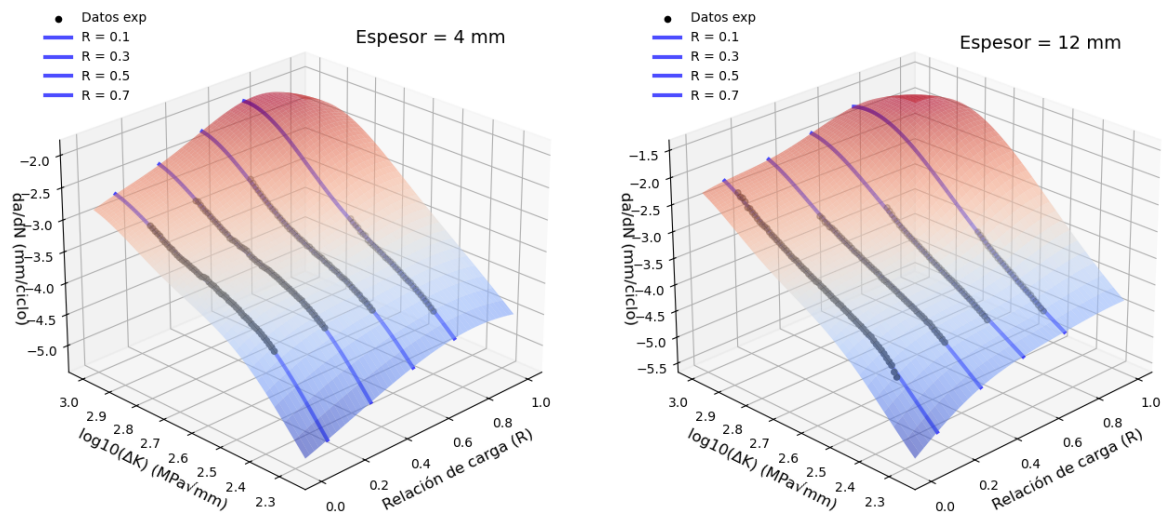 Datos exp
R = 0.1
R = 0.3
R = 0.5
R = 0.7
Espesor = 4 mm
−2.0
−2.5
−3.0
−3.5
−4.0
−4.5
−5.0
da/dN (mm/ciclo)
3.0
2.9
2.8
2.7
2.6
2.5
2.4
2.3
log10(ΔK) (MPa√mm)
0.0
0.2
0.4
0.6
0.8
1.0
Relación de carga (R)
Datos exp
R = 0.1
R = 0.3
R = 0.5
R = 0.7
Espesor = 12 mm
−1.5
−2.0
−2.5
−3.0
−3.5
−4.0
−4.5
−5.0
−5.5
da/dN (mm/ciclo)
3.0
2.9
2.8
2.7
2.6
2.5
2.4
2.3
log10(ΔK) (MPa√mm)
0.0
0.2
0.4
0.6
0.8
1.0
Relación de carga (R)